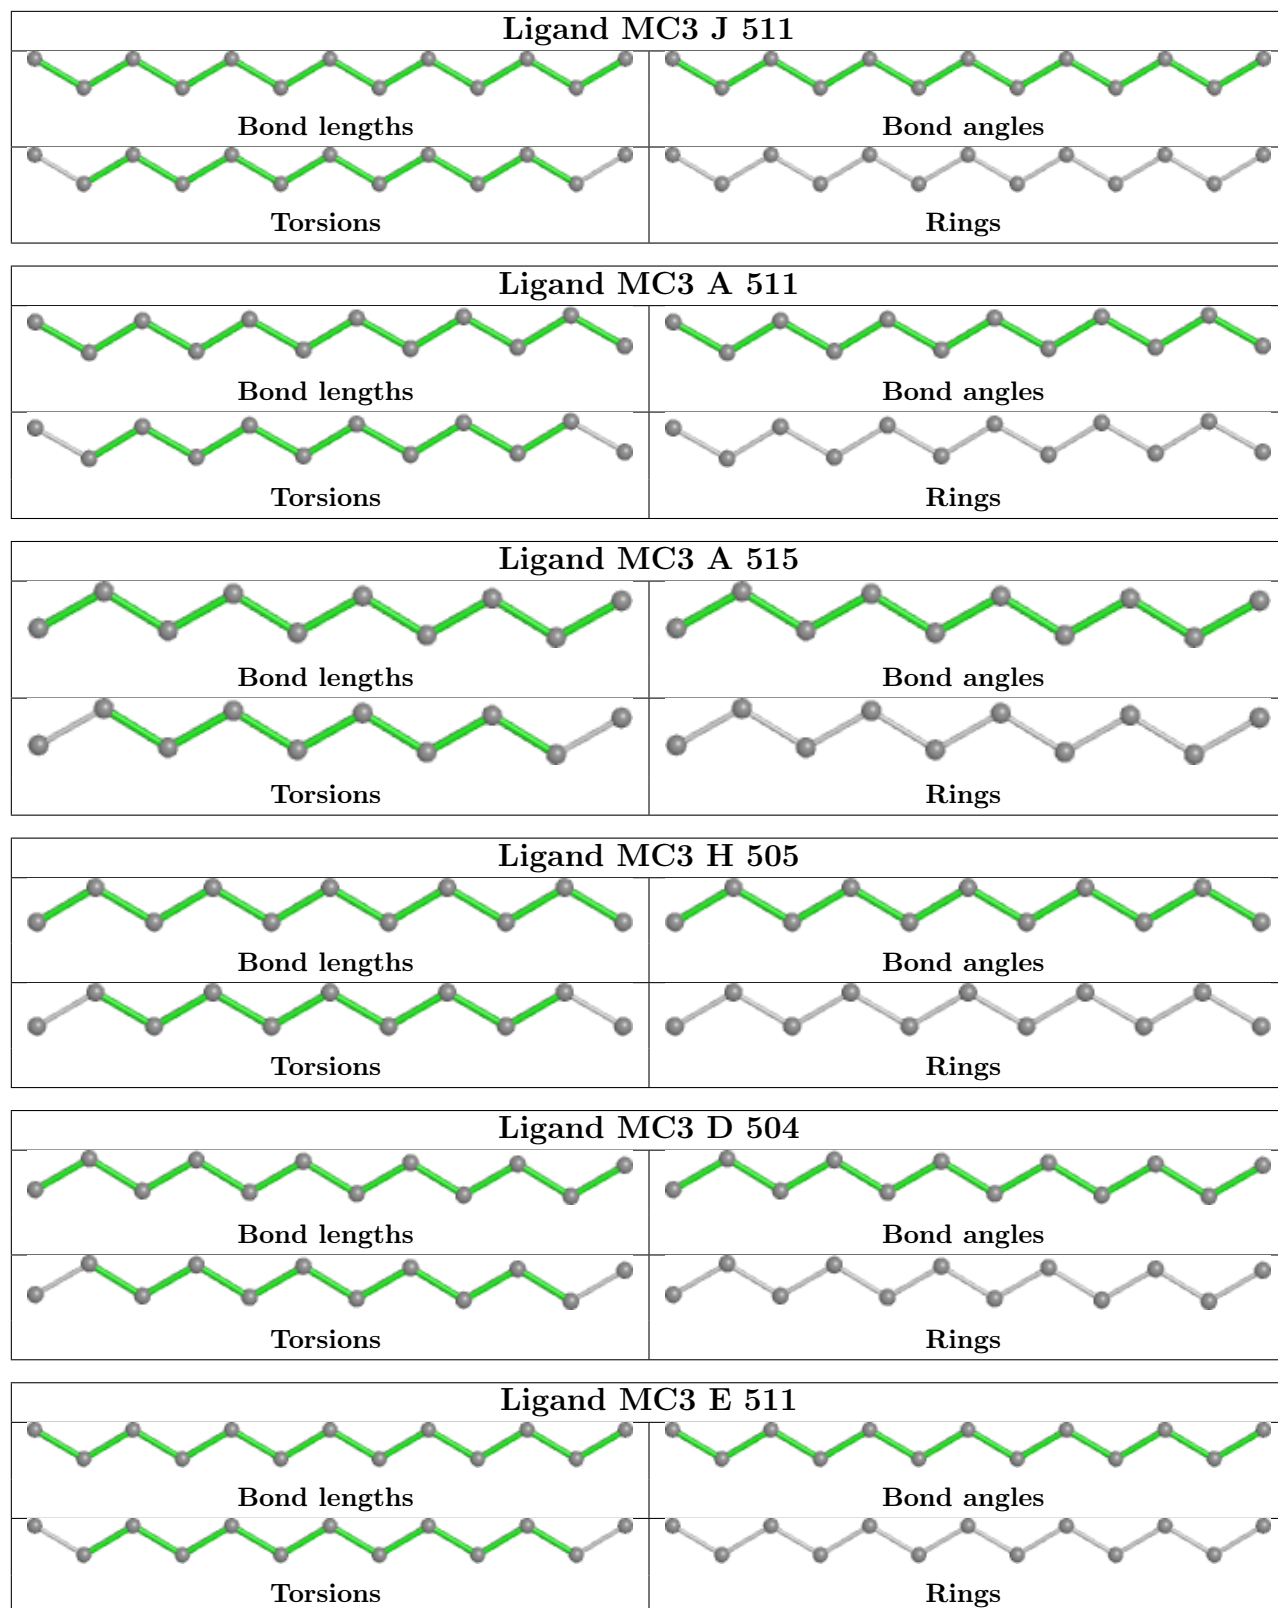 Ligand MC3 J 511
Bond lengths Bond angles
Torsions Rings
Ligand MC3 A 511
Bond lengths Bond angles
Torsions Rings
Ligand MC3 A 515
Bond lengths Bond angles
Torsions Rings
Ligand MC3 H 505
Bond lengths Bond angles
Torsions Rings
Ligand MC3 D 504
Bond lengths Bond angles
Torsions Rings
Ligand MC3 E 511
Bond lengths Bond angles
Torsions Rings